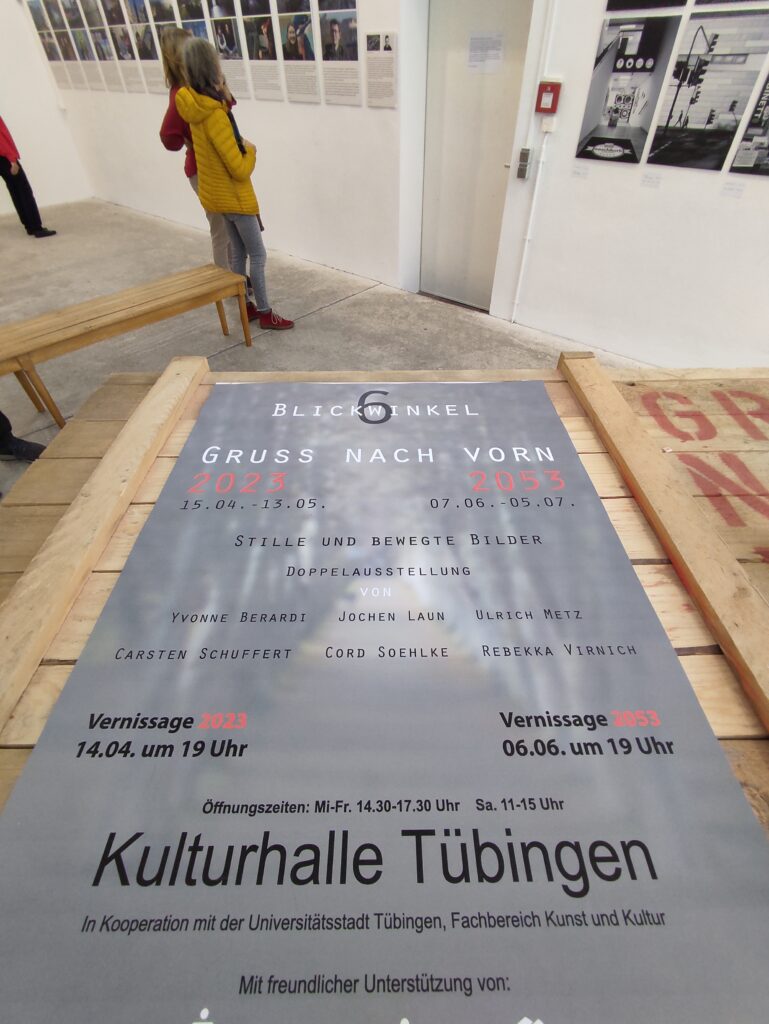 6
BLICKWINKEL
GRUSS NACH VORN
2023 2053
15.04.-13.05. 07.06.-05.07.
STILLE UND BEWEGTE BILDER
DOPPELAUSSTELLUNG
VON
YVONNE BERARDI JOCHEN LAUN ULRICH METZ
CARSTEN SCHUFFERT CORD SOEHLKE REBEKKA VIRNICH
Vernissage 2023 Vernissage 2053
14.04. um 19 Uhr 06.06. um 19 Uhr
Öffnungszeiten: Mi-Fr. 14.30-17.30 Uhr Sa. 11-15 Uhr
Kulturhalle Tübingen
In Kooperation mit der Universitätsstadt Tübingen, Fachbereich Kunst und Kultur
Mit freundlicher Unterstützung von:
GR
N